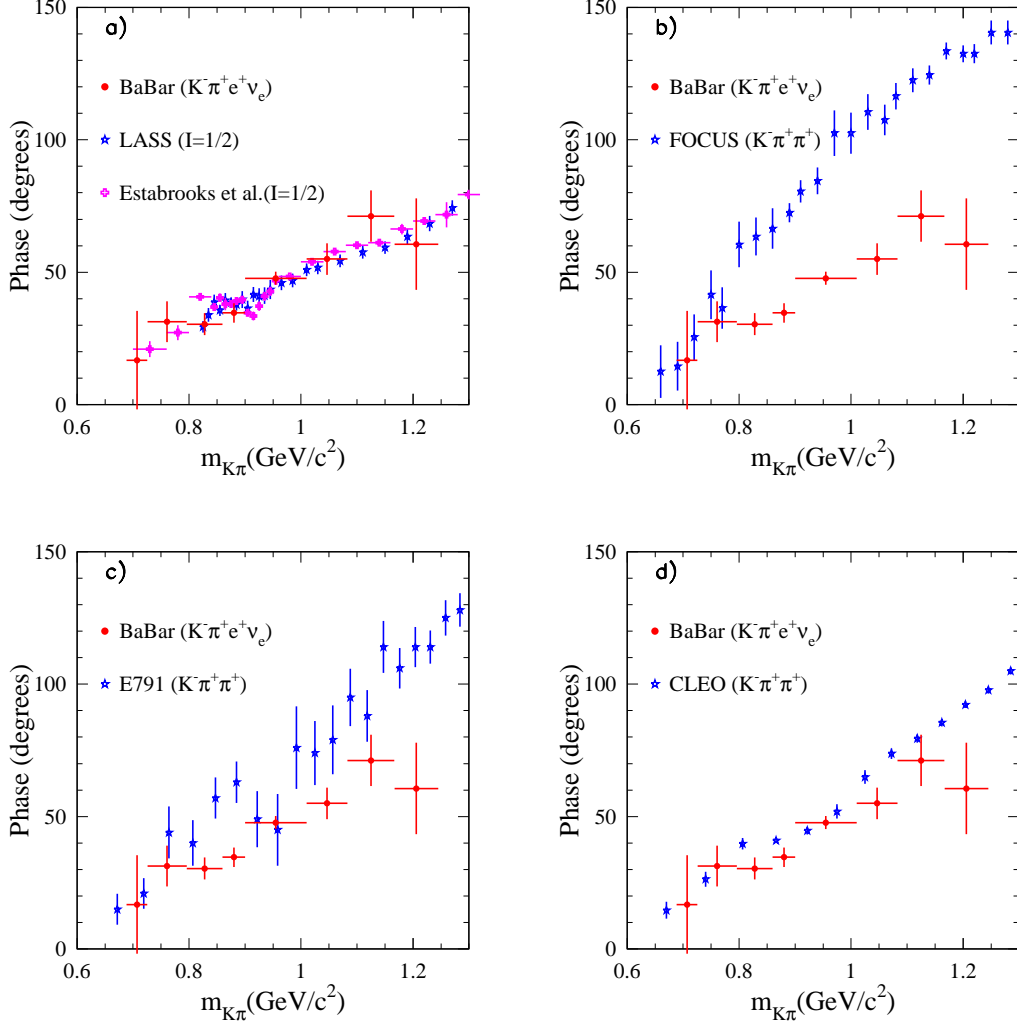 a)
150
100
50
0
Phase (degrees)
BaBar (K⁻π⁺e⁺νₑ)
LASS (I=1/2)
Estabrooks et al.(I=1/2)
0.6 0.8 1 1.2
m_Kπ(GeV/c²)
b)
150
100
50
0
Phase (degrees)
BaBar (K⁻π⁺e⁺νₑ)
FOCUS (K⁻π⁺π⁺)
0.6 0.8 1 1.2
m_Kπ(GeV/c²)
c)
150
100
50
0
Phase (degrees)
BaBar (K⁻π⁺e⁺νₑ)
E791 (K⁻π⁺π⁺)
0.6 0.8 1 1.2
m_Kπ(GeV/c²)
d)
150
100
50
0
Phase (degrees)
BaBar (K⁻π⁺e⁺νₑ)
CLEO (K⁻π⁺π⁺)
0.6 0.8 1 1.2
m_Kπ(GeV/c²)